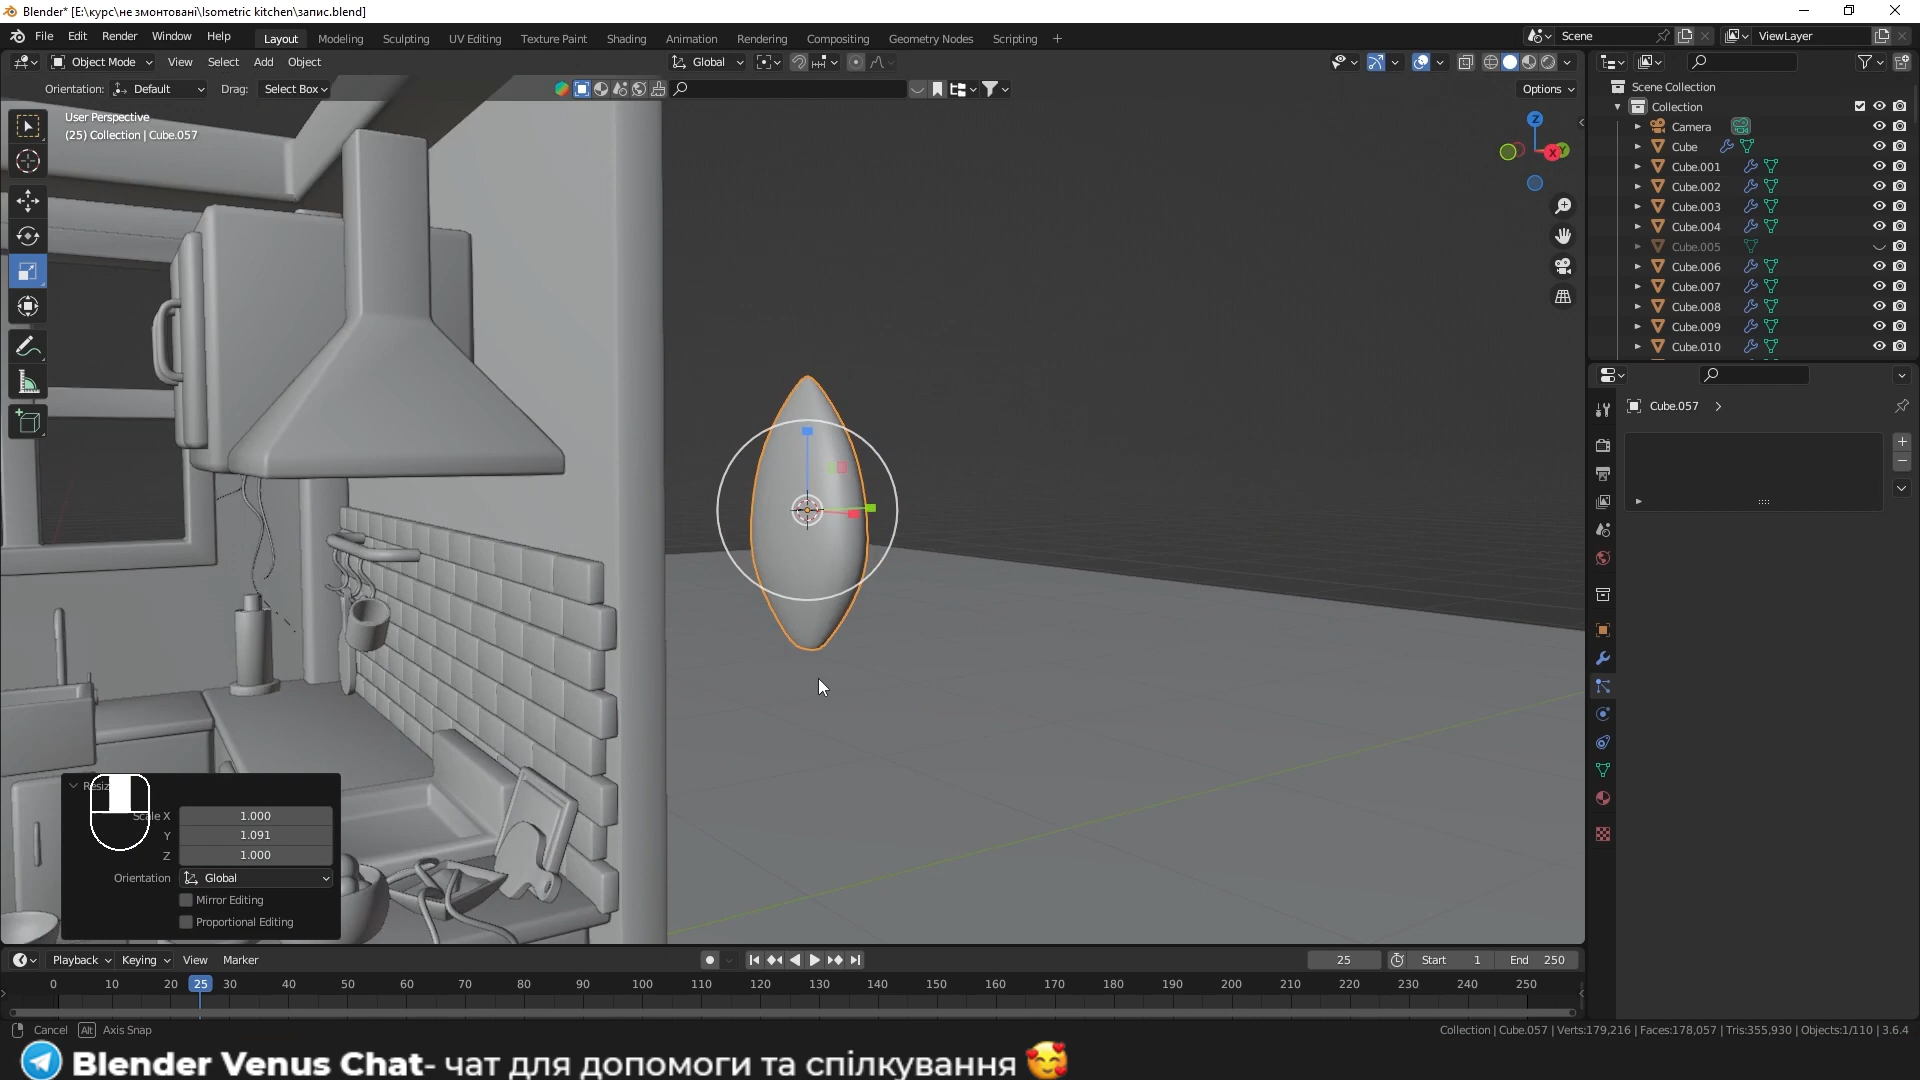 Blender* [E:\курс\не змонтовані\Isometric kitchen\запис.blend]
File Edit Render Window Help Layout Modeling Sculpting UV Editing Texture Paint Shading Animation Rendering Compositing Geometry Nodes Scripting + Scene ViewLayer
Object Mode View Select Add Object Global
Orientation: Default Drag: Select Box Options
User Perspective
(25) Collection | Cube.057
Z
X
Y
Scene Collection
Collection
Camera
Cube
Cube.001
Cube.002
Cube.003
Cube.004
Cube.005
Cube.006
Cube.007
Cube.008
Cube.009
Cube.010
Cube.057
Scale X 1.000
Y 1.091
Z 1.000
Orientation Global
Mirror Editing
Proportional Editing
Playback Keying View Marker 25 Start 1 End 250
0 10 20 25 30 40 50 60 70 80 90 100 110 120 130 140 150 160 170 180 190 200 210 220 230 240 250
Cancel Alt Axis Snap Collection | Cube.057 | Verts:179,216 | Faces:178,057 | Tris:355,930 | Objects:1/110 | 3.6.4
Blender Venus Chat- чат для допомоги та спілкування 🥰